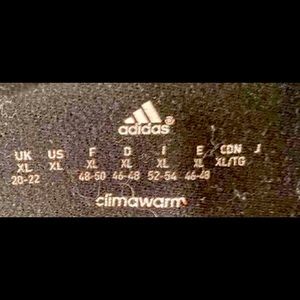 adidas
UK US F D I E CDN J
XL XL XL XL XL XL XL/TG
20-22 48-50 46-48 52-54 46-48
climawarm